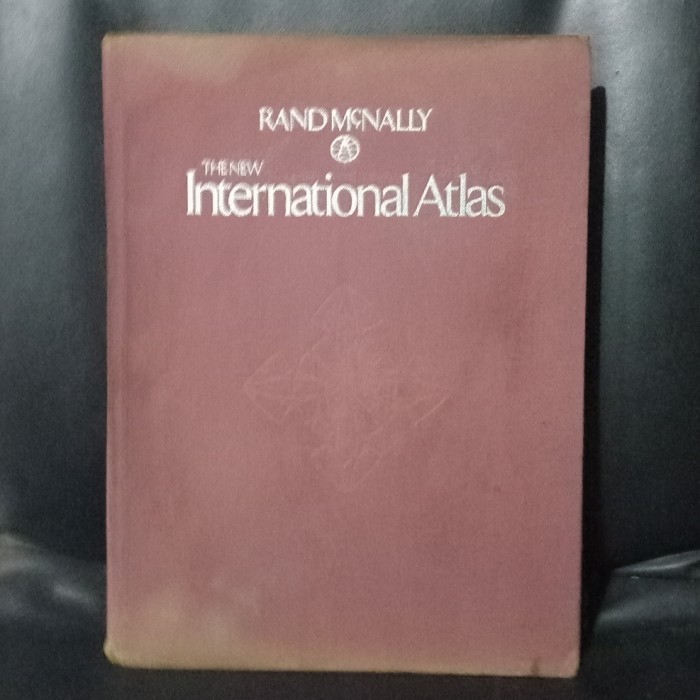 RAND McNALLY
THE NEW
International Atlas